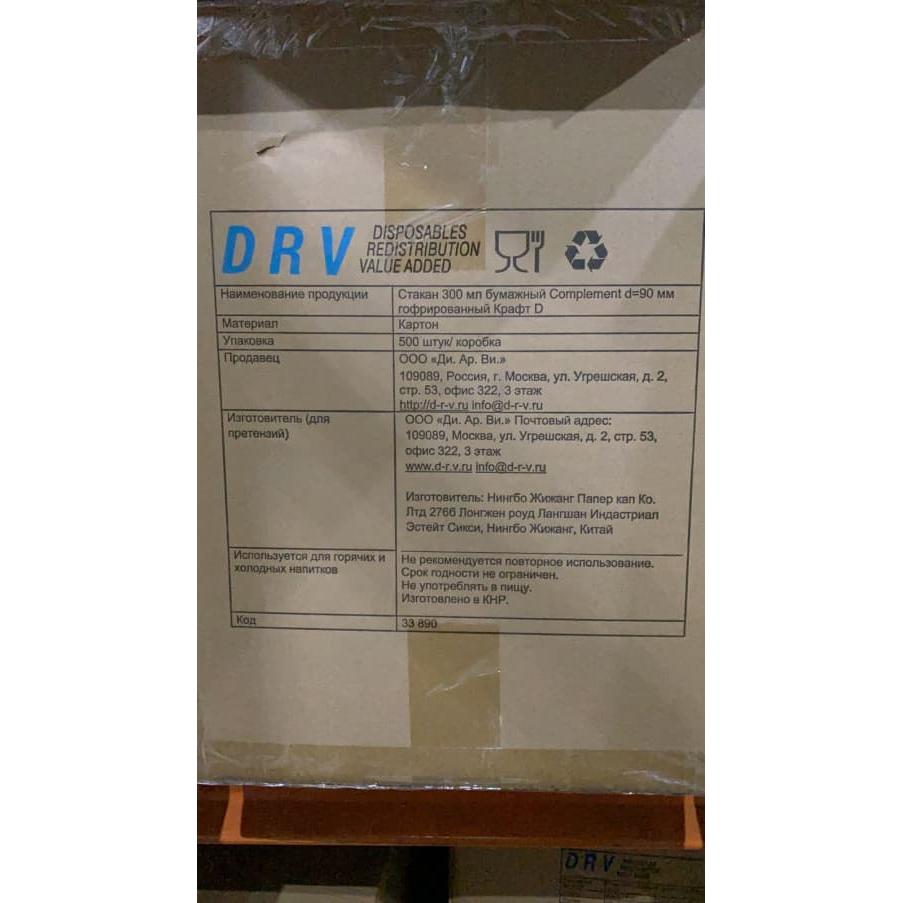 DRV
DISPOSABLES
REDISTRIBUTION
VALUE ADDED
Наименование продукции
Стакан 300 мл бумажный Complement d=90 мм
гофрированный Крафт D
Материал
Картон
Упаковка
500 штук/ коробка
Продавец
ООО «Ди. Ар. Ви.»
109089, Россия, г. Москва, ул. Угрешская, д. 2,
стр. 53, офис 322, 3 этаж
http://d-r-v.ru info@d-r-v.ru
Изготовитель (для
претензий)
ООО «Ди. Ар. Ви.» Почтовый адрес:
109089, Москва, ул. Угрешская, д. 2, стр. 53,
офис 322, 3 этаж
www.d-r.v.ru info@d-r-v.ru
Изготовитель: Нингбо Жижанг Папер кап Ко.
Лтд 276б Лонгжен роуд Лангшан Индастриал
Эстейт Сикси, Нингбо Жижанг, Китай
Используется для горячих и
холодных напитков
Не рекомендуется повторное использование.
Срок годности не ограничен.
Не употреблять в пищу.
Изготовлено в КНР.
Код
33 890
DRV